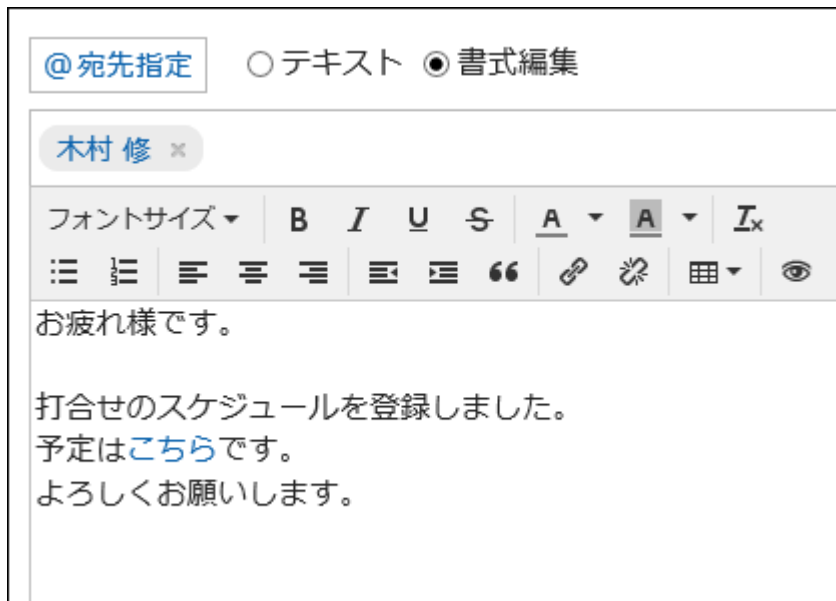 @宛先指定 テキスト 書式編集
木村 修 ×
フォントサイズ B I U S A A Tx
お疲れ様です。
打合せのスケジュールを登録しました。
予定はこちらです。
よろしくお願いします。